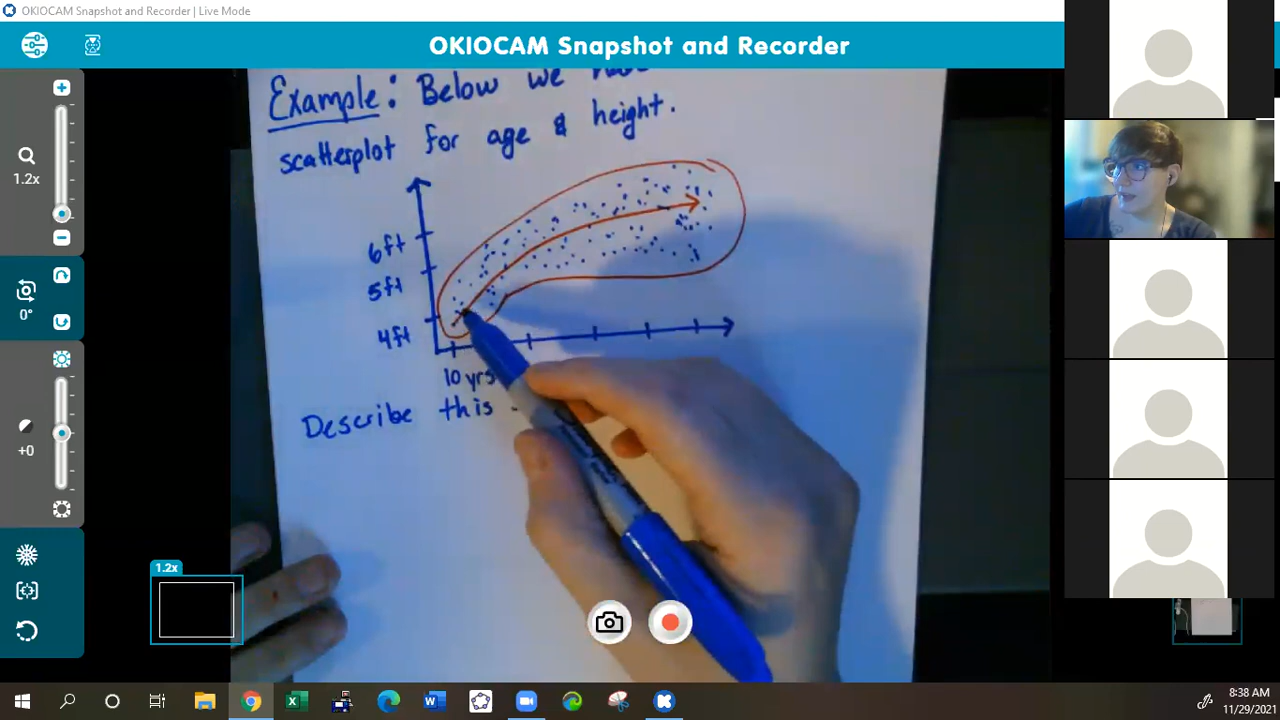 OKIOCAM Snapshot and Recorder | Live Mode
OKIOCAM Snapshot and Recorder
Example: Below we
scatterplot for age & height.
1.2x
6ft
5ft
4ft
0°
10 yrs
Describe this
+0
1.2x
8:38 AM
11/29/2021